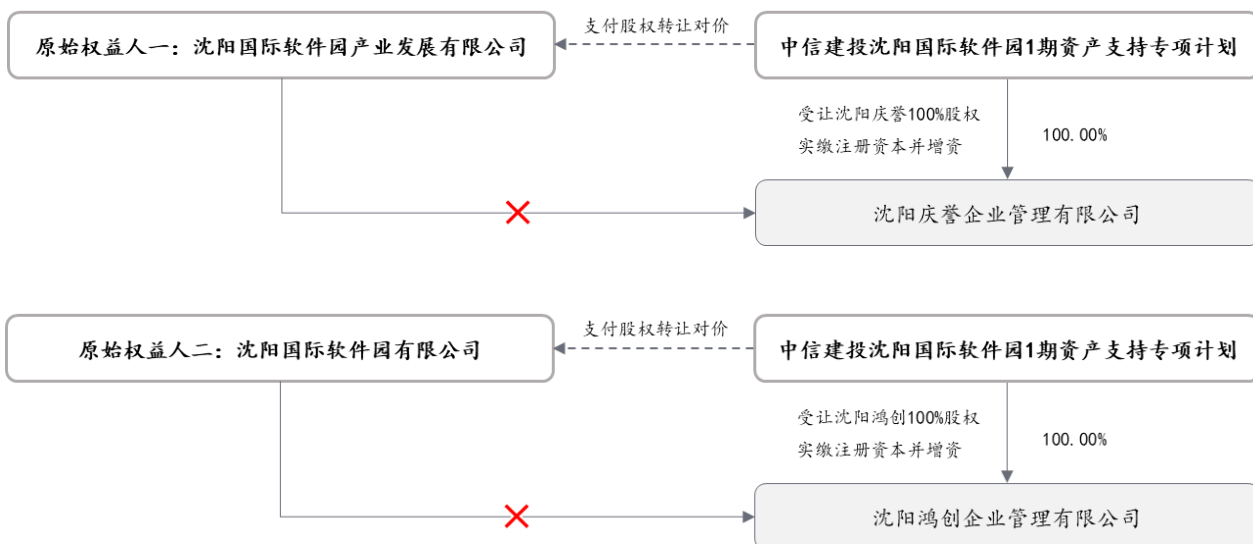 支付股权转让对价
原始权益人一：沈阳国际软件园产业发展有限公司
中信建投沈阳国际软件园1期资产支持专项计划
受让沈阳庆誉100%股权
实缴注册资本并增资
100.00%
沈阳庆誉企业管理有限公司
支付股权转让对价
原始权益人二：沈阳国际软件园有限公司
中信建投沈阳国际软件园1期资产支持专项计划
受让沈阳鸿创100%股权
实缴注册资本并增资
100.00%
沈阳鸿创企业管理有限公司